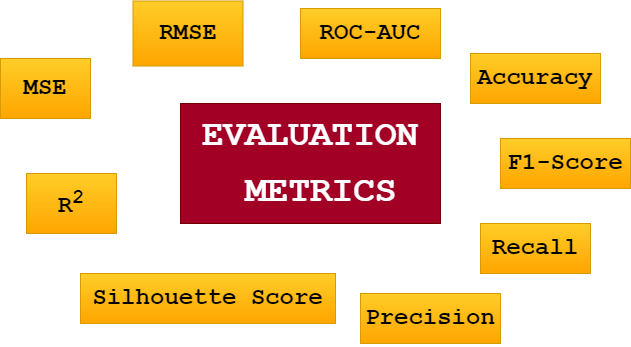 RMSE
ROC-AUC
MSE
Accuracy
EVALUATION
METRICS
F1-Score
R²
Recall
Silhouette Score
Precision